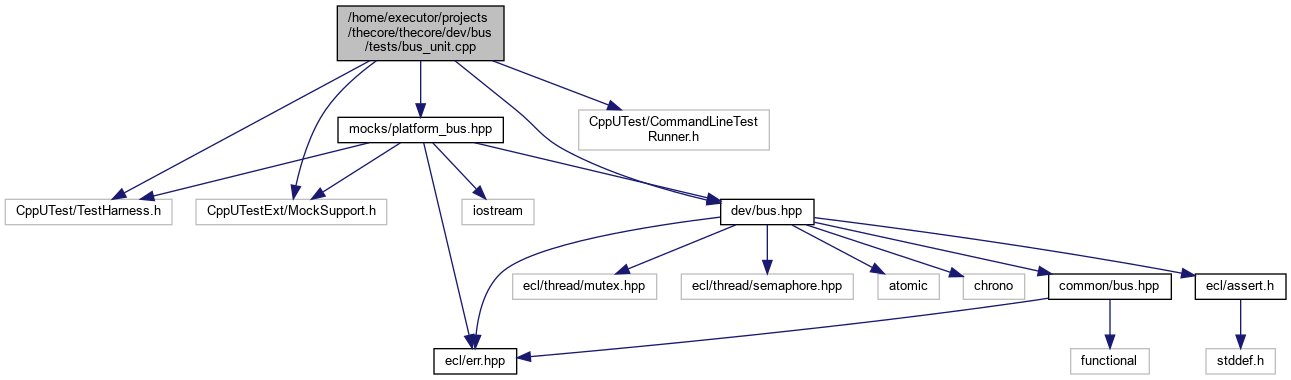 /home/executor/projects
/thecore/thecore/dev/bus
/tests/bus_unit.cpp
CppUTest/CommandLineTest
Runner.h
mocks/platform_bus.hpp
CppUTest/TestHarness.h
CppUTestExt/MockSupport.h
iostream
dev/bus.hpp
ecl/thread/mutex.hpp
ecl/thread/semaphore.hpp
atomic
chrono
common/bus.hpp
ecl/assert.h
ecl/err.hpp
functional
stddef.h